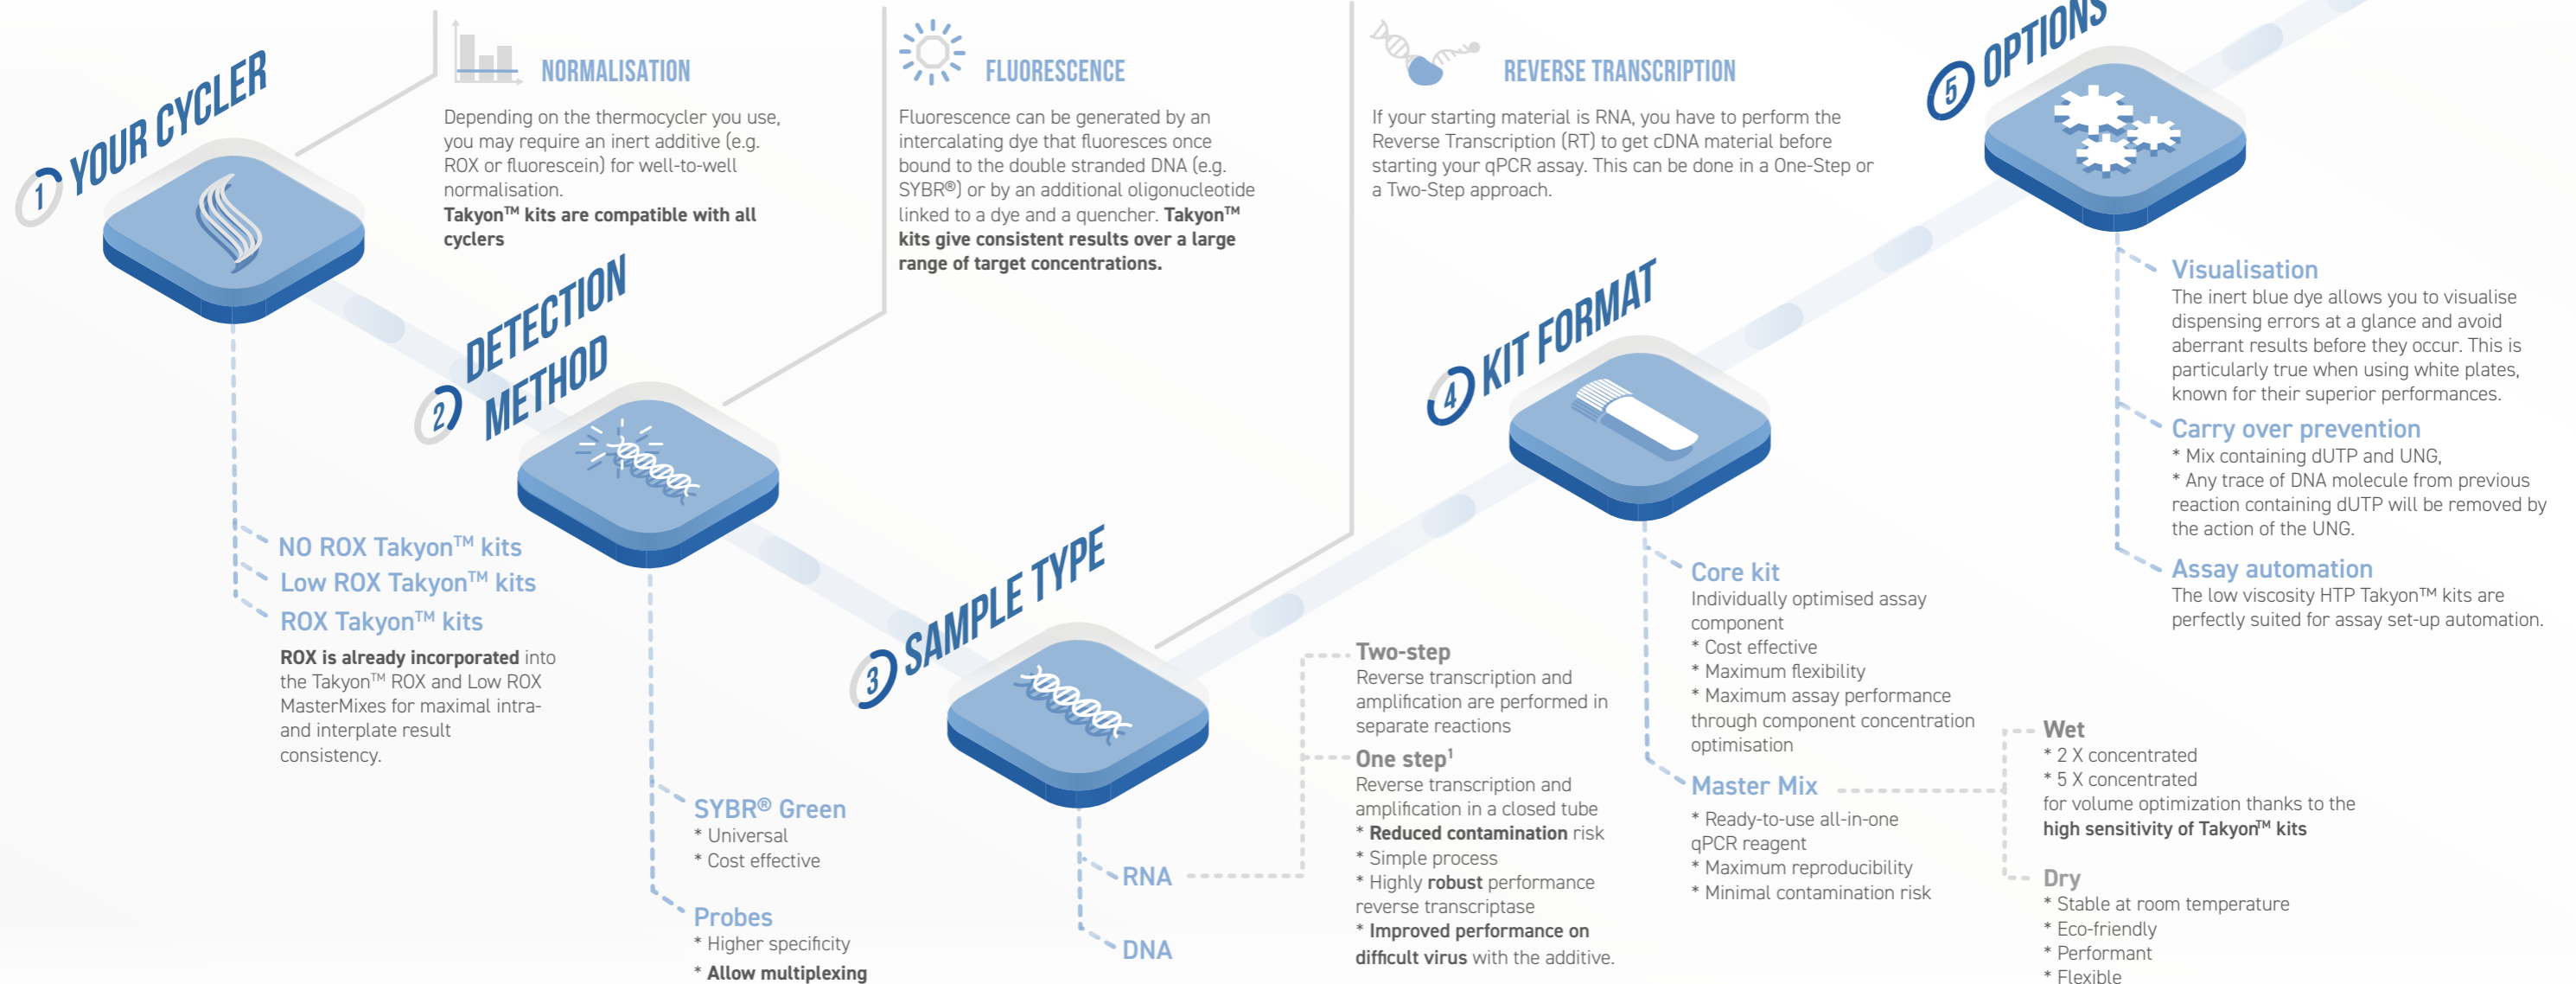 1 YOUR CYCLER
NORMALISATION
Depending on the thermocycler you use,
you may require an inert additive (e.g.
ROX or fluorescein) for well-to-well
normalisation.
Takyon™ kits are compatible with all
cyclers
NO ROX Takyon™ kits
Low ROX Takyon™ kits
ROX Takyon™ kits
ROX is already incorporated into
the Takyon™ ROX and Low ROX
MasterMixes for maximal intra-
and interplate result
consistency.
2 DETECTION
METHOD
FLUORESCENCE
Fluorescence can be generated by an
intercalating dye that fluoresces once
bound to the double stranded DNA (e.g.
SYBR®) or by an additional oligonucleotide
linked to a dye and a quencher. Takyon™
kits give consistent results over a large
range of target concentrations.
SYBR® Green
* Universal
* Cost effective
Probes
* Higher specificity
* Allow multiplexing
3 SAMPLE TYPE
REVERSE TRANSCRIPTION
If your starting material is RNA, you have to perform the
Reverse Transcription (RT) to get cDNA material before
starting your qPCR assay. This can be done in a One-Step or
a Two-Step approach.
RNA
DNA
Two-step
Reverse transcription and
amplification are performed in
separate reactions
One step¹
Reverse transcription and
amplification in a closed tube
* Reduced contamination risk
* Simple process
* Highly robust performance
reverse transcriptase
* Improved performance on
difficult virus with the additive.
4 KIT FORMAT
Core kit
Individually optimised assay
component
* Cost effective
* Maximum flexibility
* Maximum assay performance
through component concentration
optimisation
Master Mix
* Ready-to-use all-in-one
qPCR reagent
* Maximum reproducibility
* Minimal contamination risk
Wet
* 2 X concentrated
* 5 X concentrated
for volume optimization thanks to the
high sensitivity of Takyon™ kits
Dry
* Stable at room temperature
* Eco-friendly
* Performant
* Flexible
5 OPTIONS
Visualisation
The inert blue dye allows you to visualise
dispensing errors at a glance and avoid
aberrant results before they occur. This is
particularly true when using white plates,
known for their superior performances.
Carry over prevention
* Mix containing dUTP and UNG,
* Any trace of DNA molecule from previous
reaction containing dUTP will be removed by
the action of the UNG.
Assay automation
The low viscosity HTP Takyon™ kits are
perfectly suited for assay set-up automation.